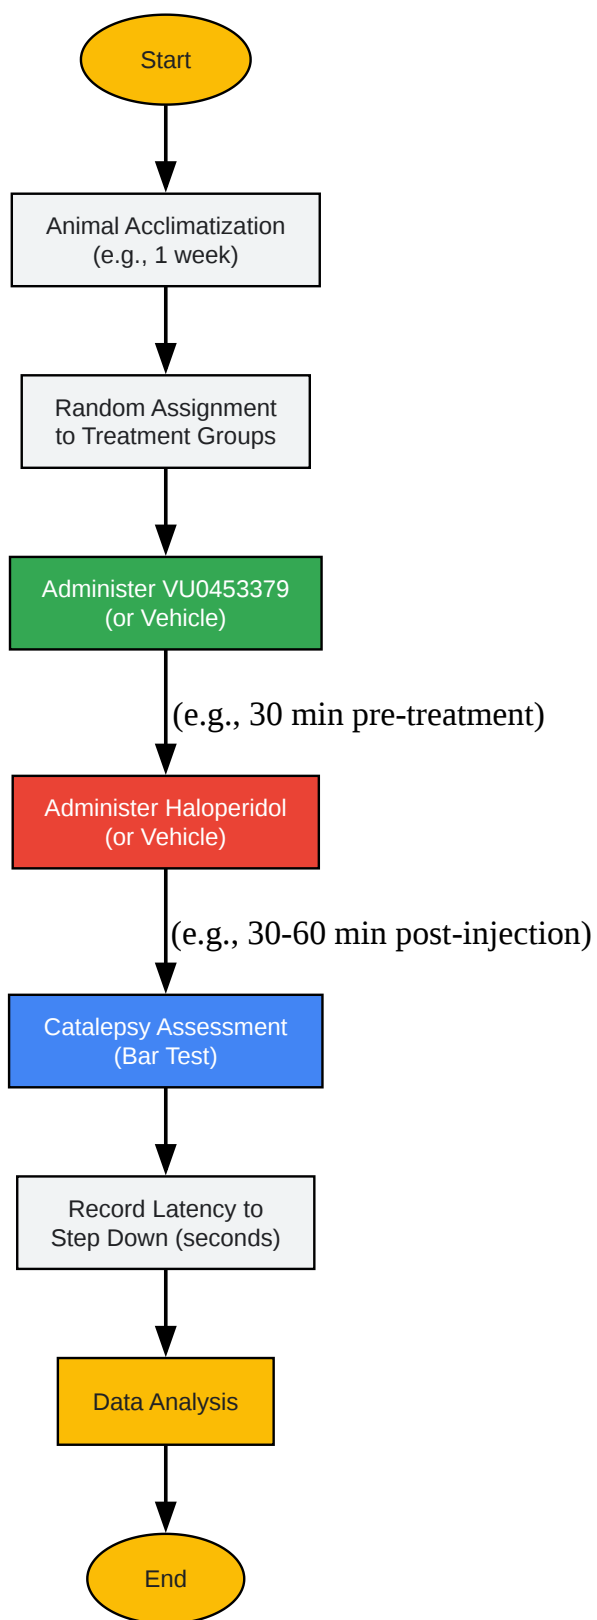 Start
Animal Acclimatization
(e.g., 1 week)
Random Assignment
to Treatment Groups
Administer VU0453379
(or Vehicle)
(e.g., 30 min pre-treatment)
Administer Haloperidol
(or Vehicle)
(e.g., 30-60 min post-injection)
Catalepsy Assessment
(Bar Test)
Record Latency to
Step Down (seconds)
Data Analysis
End